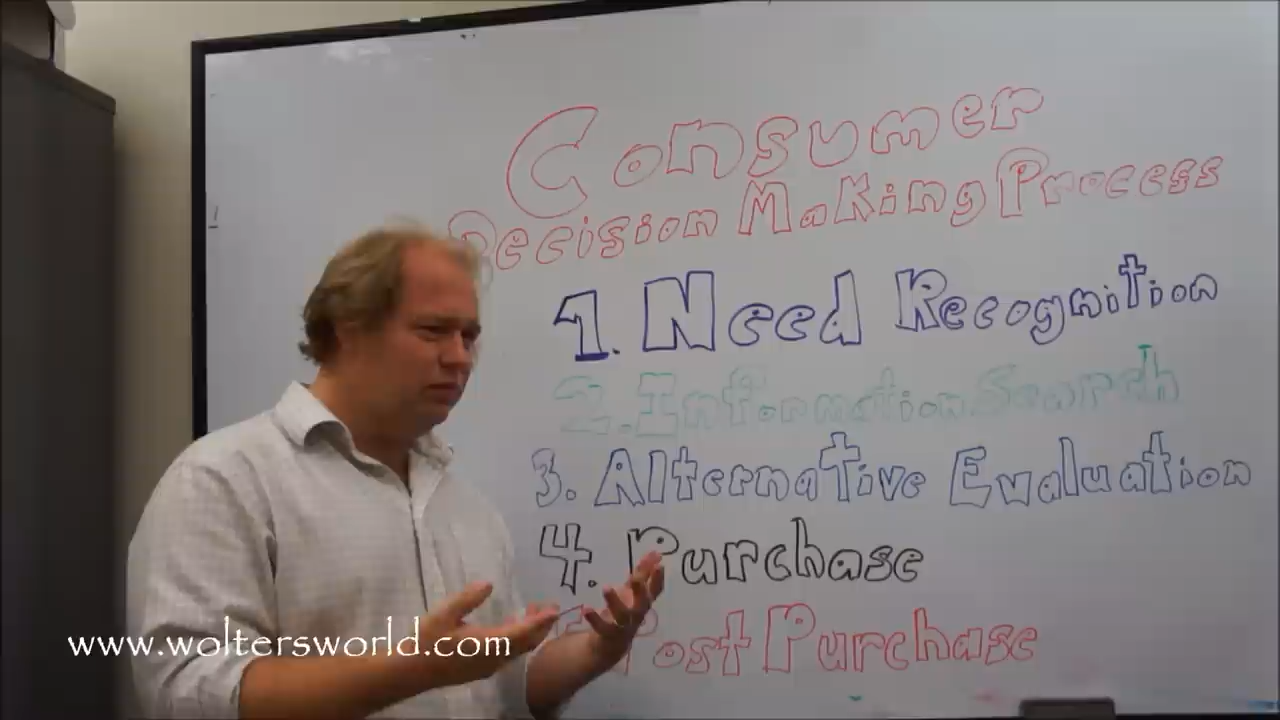 Consumer
Decision Making Process
1. Need Recognition
2. Information Search
3. Alternative Evaluation
4. Purchase
5 Post Purchase
www.woltersworld.com